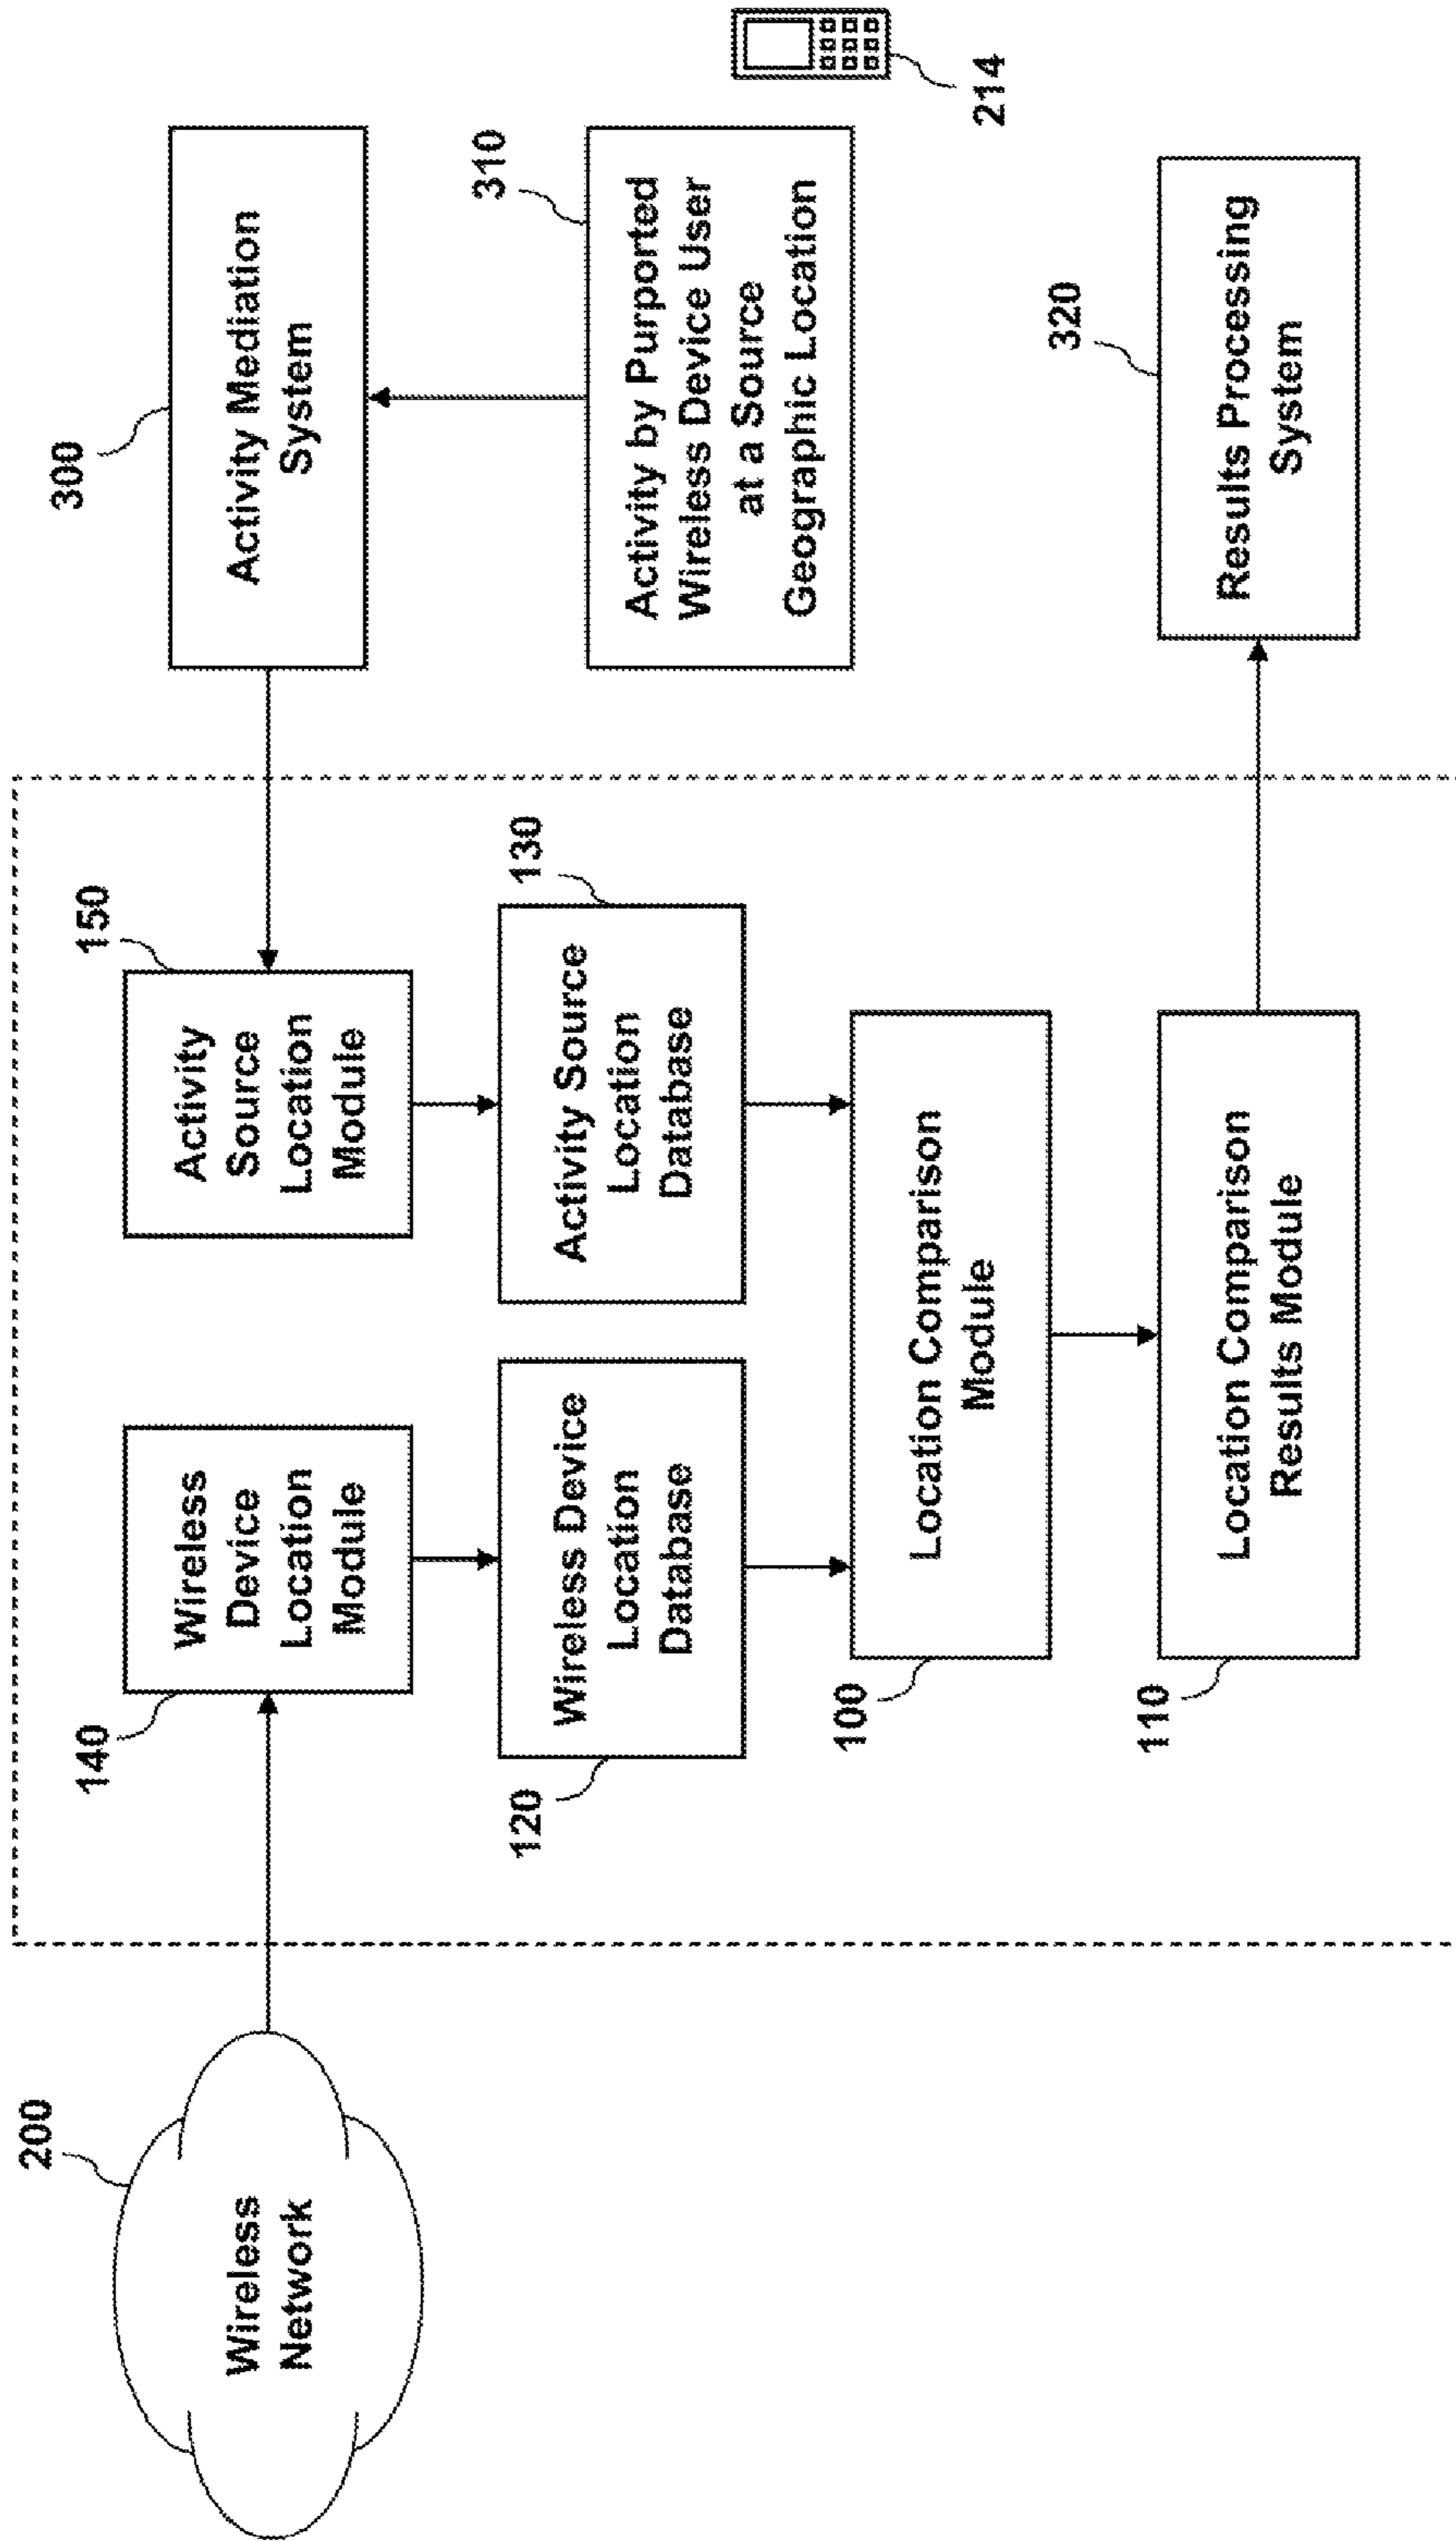 200
Wireless
Network
140
Wireless
Device
Location
Module
150
Activity
Source
Location
Module
300
Activity Mediation
System
120
Wireless Device
Location
Database
130
Activity Source
Location
Database
310
Activity by Purported
Wireless Device User
at a Source
Geographic Location
214
100
Location Comparison
Module
110
Location Comparison
Results Module
320
Results Processing
System